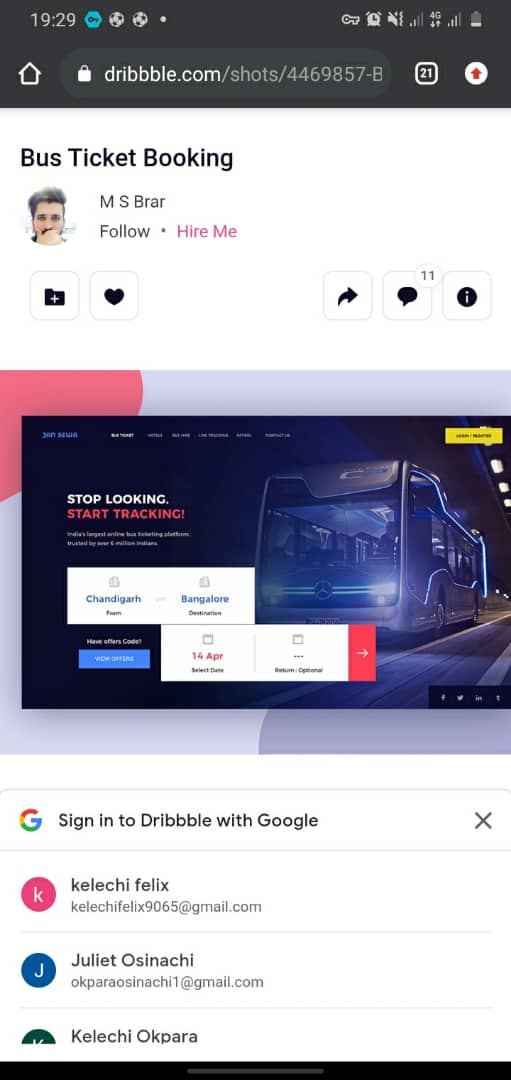 19:29
4G
dribbble.com/shots/4469857-B
21
Bus Ticket Booking
M S Brar
Follow • Hire Me
11
JAN SEWA
BUS TICKET HOTELS BUS HIRE LIVE TRACKING CONTACT US
LOGIN / REGISTER
STOP LOOKING.
START TRACKING!
India's largest online bus ticketing platform.
trusted by over 6 million Indians.
Chandigarh
From
Bangalore
Destination
Have offers Code?
VIEW OFFERS
14 Apr
Select Date
---
Return - Optional
f in t
Sign in to Dribbble with Google
k
kelechi felix
kelechifelix9065@gmail.com
J
Juliet Osinachi
okparaosinachi1@gmail.com
Kelechi Okpara